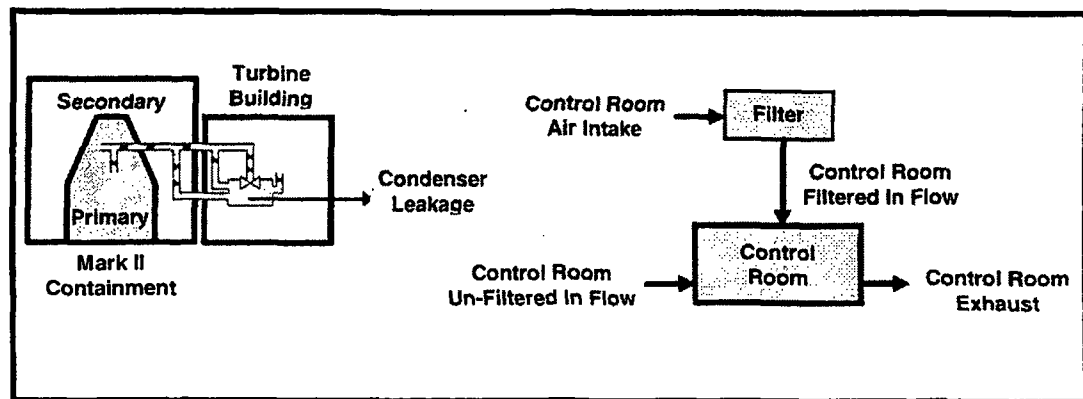 Secondary
Primary
Mark II
Containment
Turbine
Building
Condenser
Leakage
Control Room
Air Intake
Filter
Control Room
Filtered In Flow
Control Room
Un-Filtered In Flow
Control
Room
Control Room
Exhaust